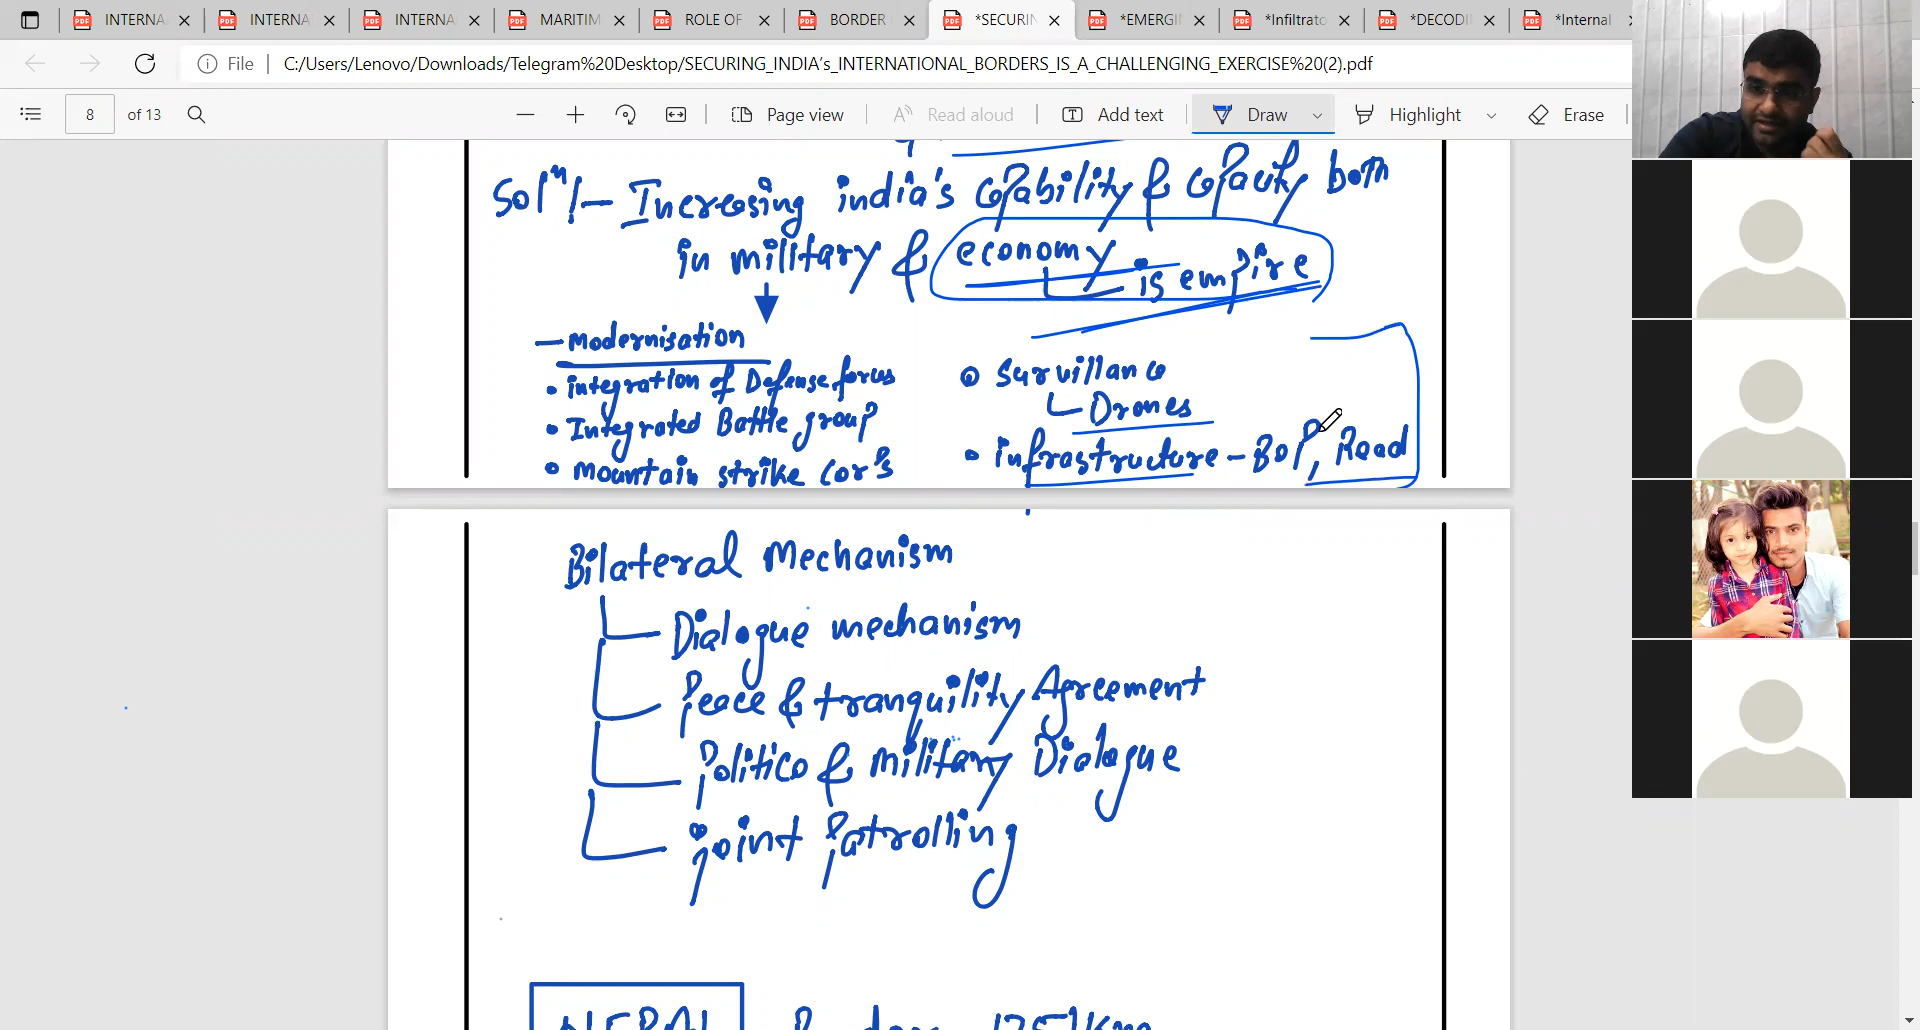 INTERNA
INTERNA
INTERNA
MARITIM
ROLE OF
BORDER
*SECURIN
*EMERGI
*Infiltrato
*DECODI
*Internal
File
C:/Users/Lenovo/Downloads/Telegram%20Desktop/SECURING_INDIA's_INTERNATIONAL_BORDERS_IS_A_CHALLENGING_EXERCISE%20(2).pdf
8 of 13
Page view
Read aloud
Add text
Draw
Highlight
Erase
Solⁿ!— Increasing india's capability & capacity both
in military & economy
is empire
— Modernisation
• integration of Defense forces
• Integrated Battle group
• mountain strike cor's
• Survillance
Drones
• infrastructure – BOP, Road
Bilateral Mechanism
Dialogue mechanism
Peace & tranquility Agreement
Politico & military Dialogue
joint patrolling
NEPAL